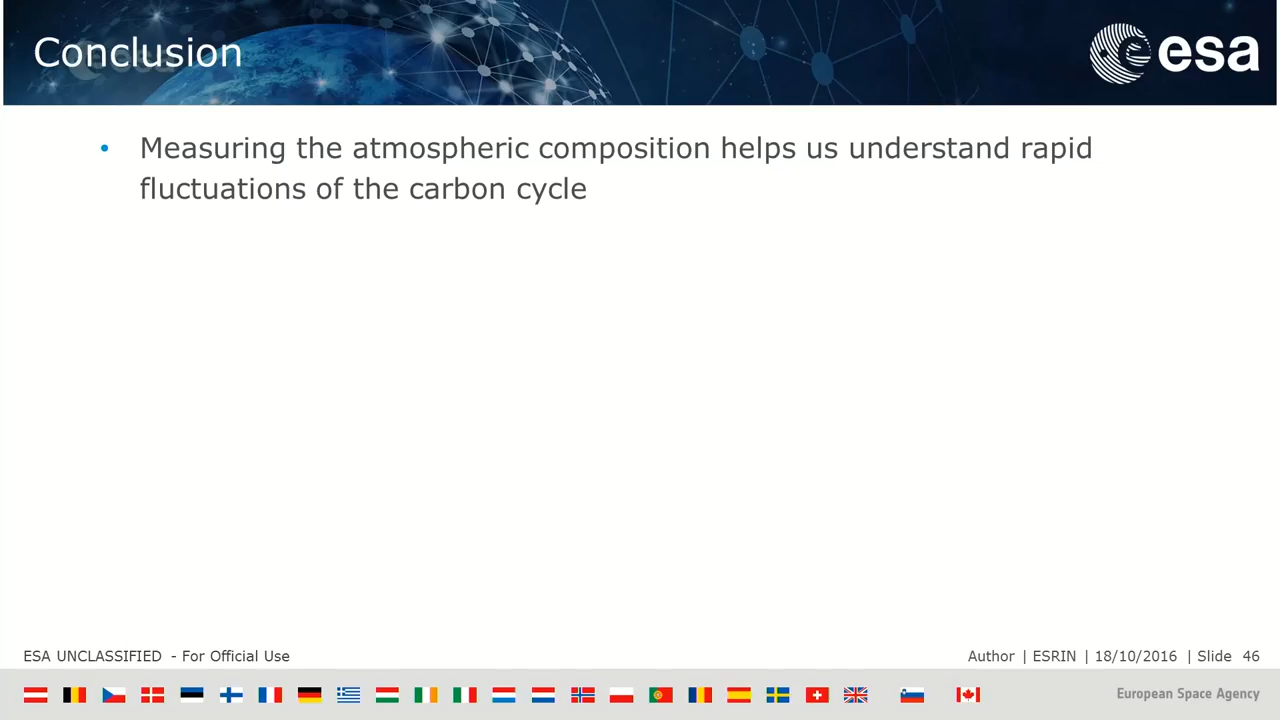 Conclusion
esa
• Measuring the atmospheric composition helps us understand rapid
fluctuations of the carbon cycle
ESA UNCLASSIFIED - For Official Use
Author | ESRIN | 18/10/2016 | Slide 46
European Space Agency